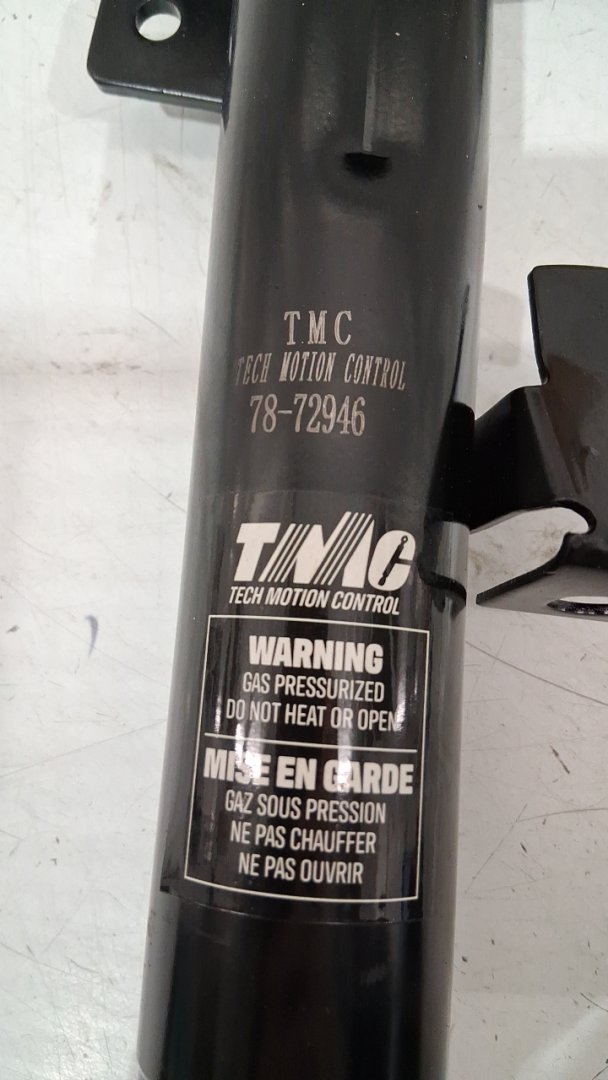 TMC
TECH MOTION CONTROL
78-72946
TMC
TECH MOTION CONTROL
WARNING
GAS PRESSURIZED
DO NOT HEAT OR OPEN
MISE EN GARDE
GAZ SOUS PRESSION
NE PAS CHAUFFER
NE PAS OUVRIR